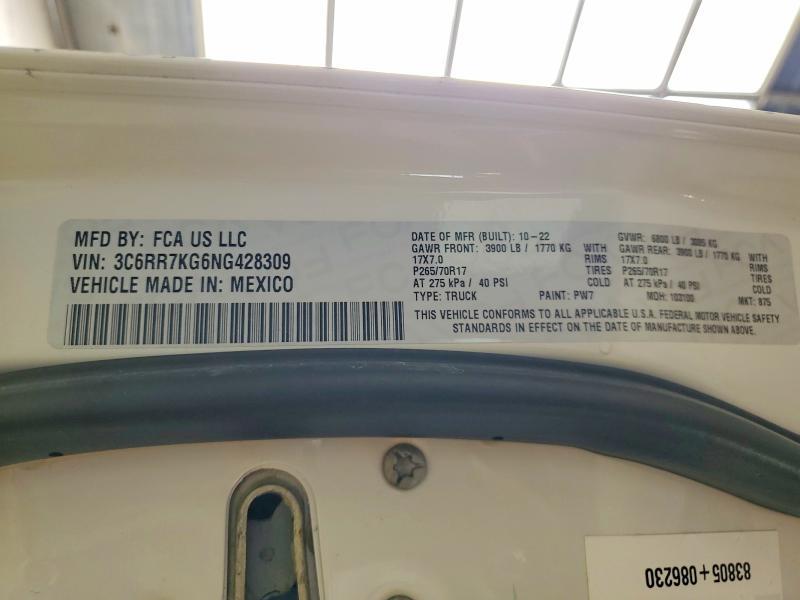 MFD BY: FCA US LLC
VIN: 3C6RR7KG6NG428309
VEHICLE MADE IN: MEXICO
DATE OF MFR (BUILT): 10-22 GVWR: 6800 LB / 3085 KG
GAWR FRONT: 3900 LB / 1770 KG WITH GAWR REAR: 3900 LB / 1770 KG WITH
17X7.0 RIMS 17X7.0 RIMS
P265/70R17 TIRES P265/70R17 TIRES
AT 275 kPa / 40 PSI COLD AT 275 kPa / 40 PSI COLD
TYPE: TRUCK PAINT: PW7 MDH: 103100 MKT: 875
THIS VEHICLE CONFORMS TO ALL APPLICABLE U.S.A. FEDERAL MOTOR VEHICLE SAFETY
STANDARDS IN EFFECT ON THE DATE OF MANUFACTURE SHOWN ABOVE.
83805+086230